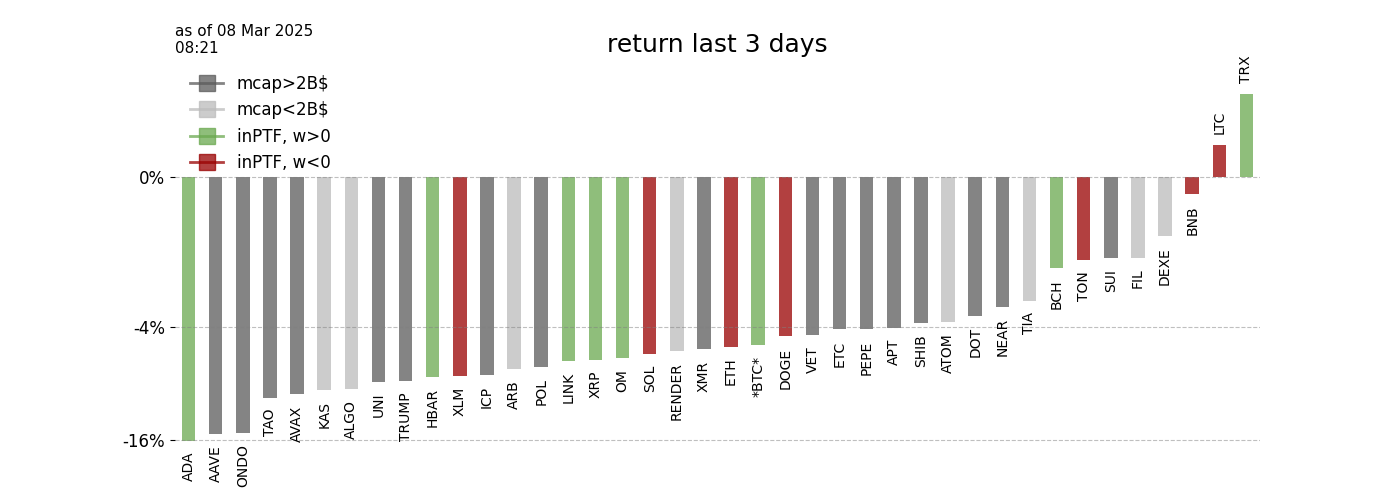 as of 08 Mar 2025
08:21
return last 3 days
mcap>2B$
mcap<2B$
inPTF, w>0
inPTF, w<0
0%
-4%
-16%
ADA
AAVE
ONDO
TAO
AVAX
KAS
ALGO
UNI
TRUMP
HBAR
XLM
ICP
ARB
POL
LINK
XRP
OM
SOL
RENDER
XMR
ETH
*BTC*
DOGE
VET
ETC
PEPE
APT
SHIB
ATOM
DOT
NEAR
TIA
BCH
TON
SUI
FIL
DEXE
BNB
LTC
TRX